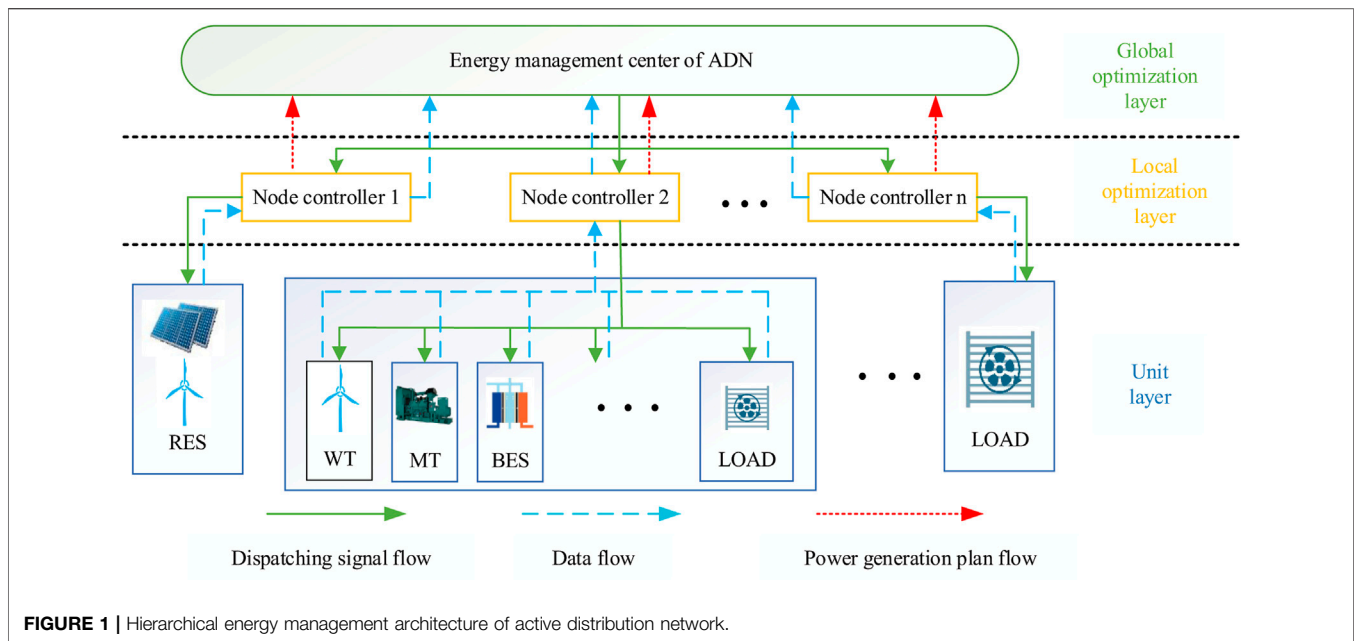 Energy management center of ADN
Global
optimization
layer
Node controller 1
Node controller 2
• • •
Node controller n
Local
optimization
layer
RES
WT
MT
BES
• • •
LOAD
• • •
LOAD
Unit
layer
Dispatching signal flow
Data flow
Power generation plan flow
FIGURE 1 | Hierarchical energy management architecture of active distribution network.